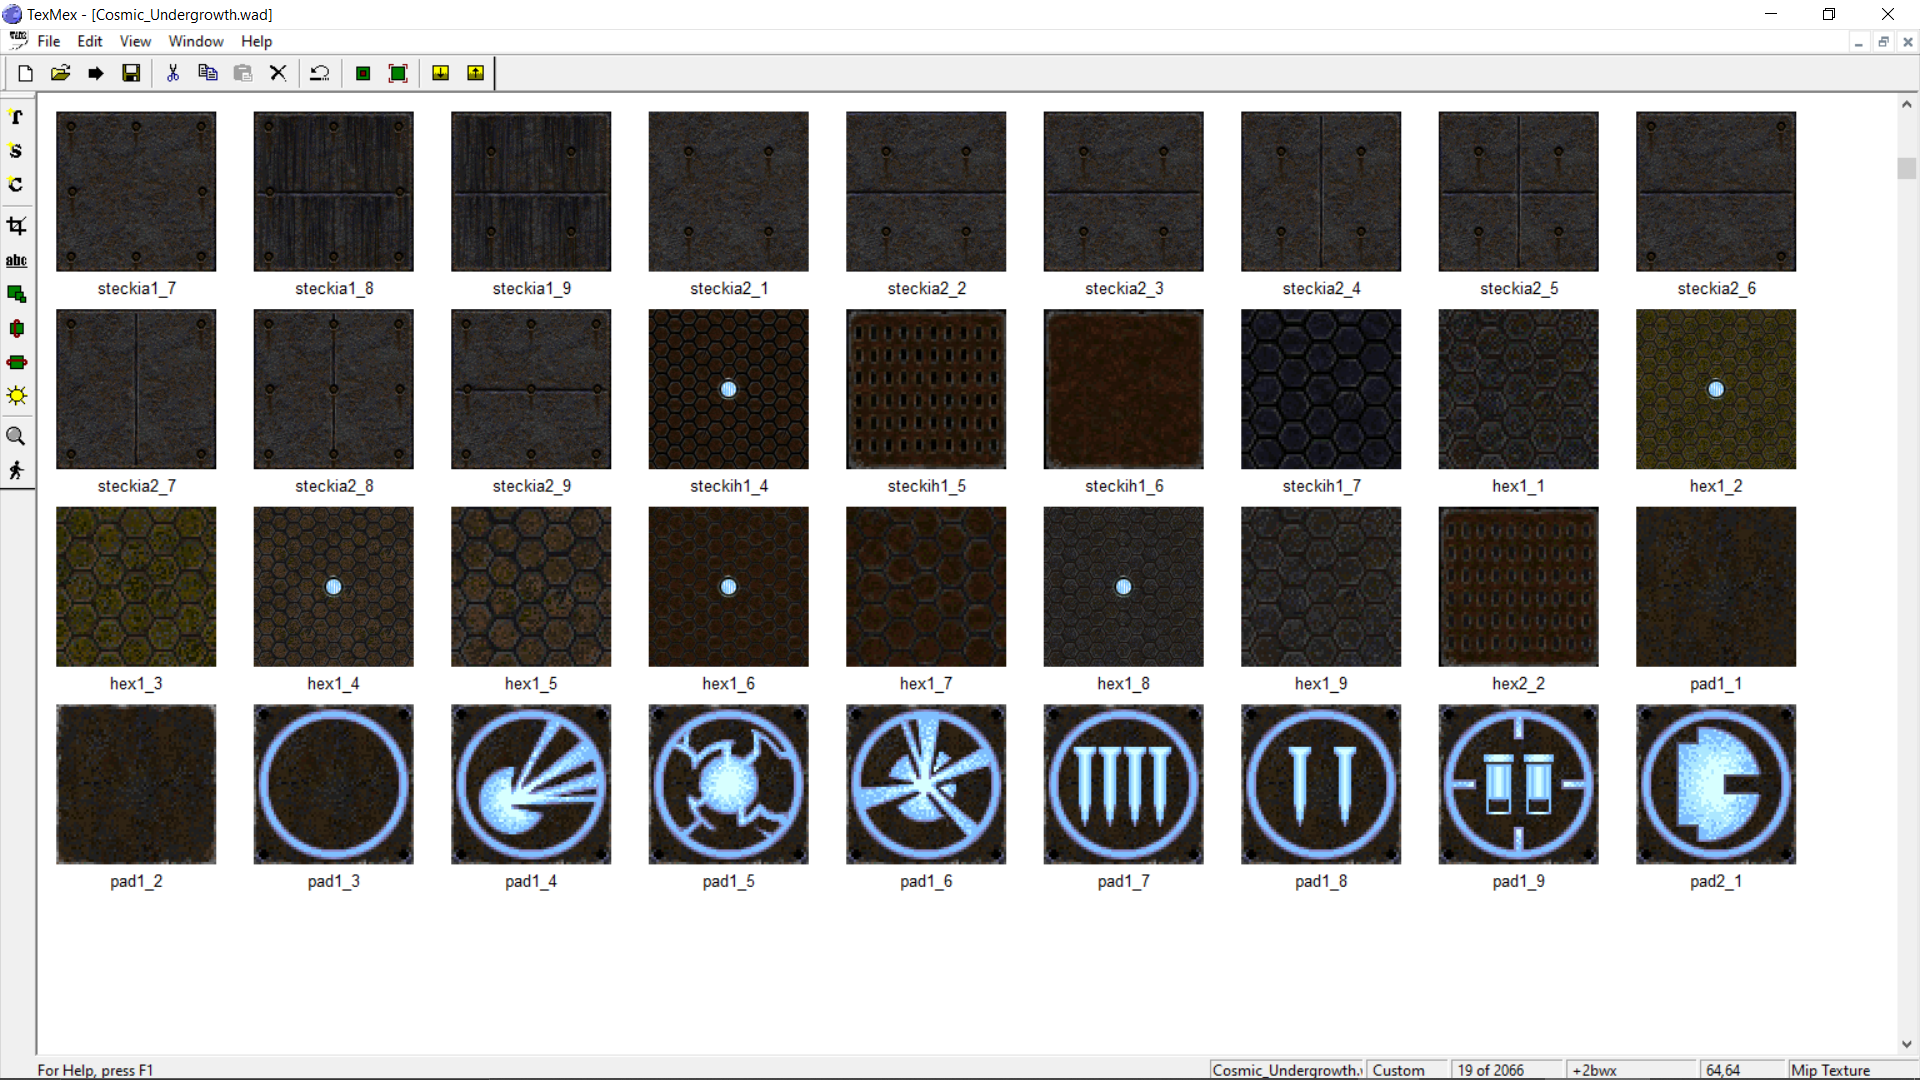 TexMex - [Cosmic_Undergrowth.wad]
File Edit View Window Help
T
S
C
abc
steckia1_7 steckia1_8 steckia1_9 steckia2_1 steckia2_2 steckia2_3 steckia2_4 steckia2_5 steckia2_6
steckia2_7 steckia2_8 steckia2_9 steckih1_4 steckih1_5 steckih1_6 steckih1_7 hex1_1 hex1_2
hex1_3 hex1_4 hex1_5 hex1_6 hex1_7 hex1_8 hex1_9 hex2_2 pad1_1
pad1_2 pad1_3 pad1_4 pad1_5 pad1_6 pad1_7 pad1_8 pad1_9 pad2_1
For Help, press F1 Cosmic_Undergrowth. Custom 19 of 2066 +2bwx 64,64 Mip Texture